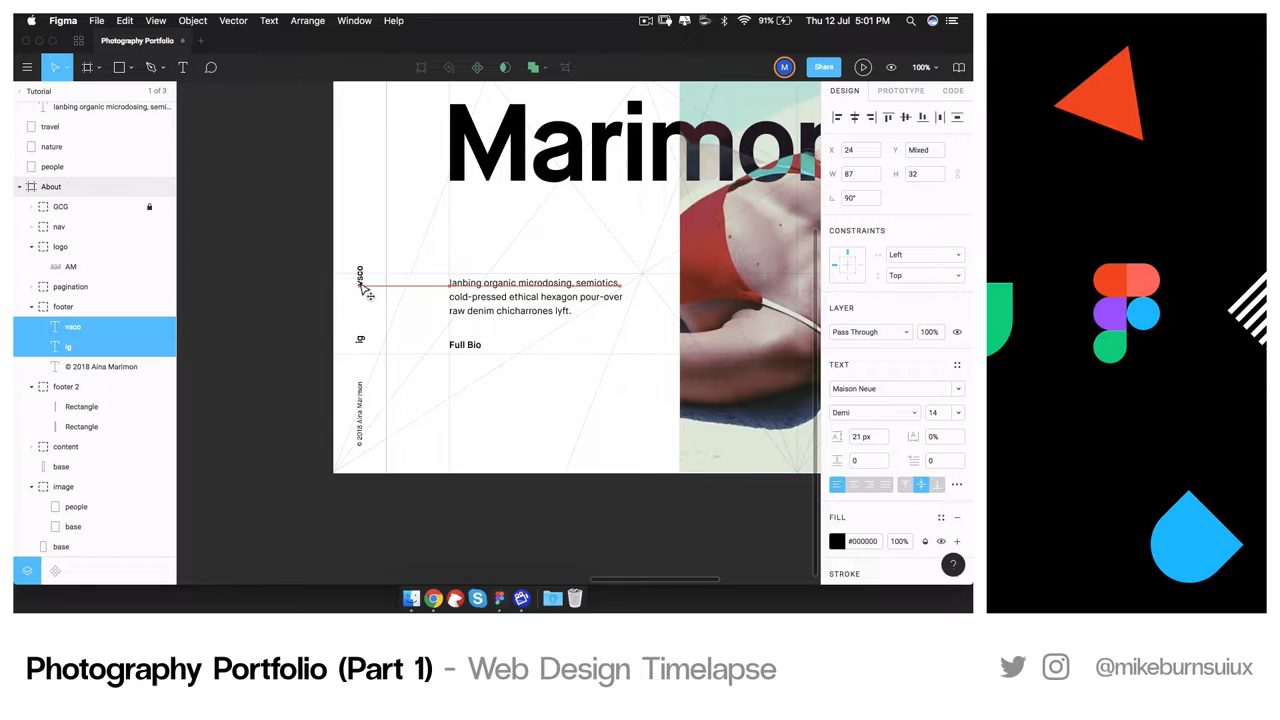 Figma File Edit View Object Vector Text Arrange Window Help
91% Thu 12 Jul 5:01 PM
Photography Portfolio
M Share 100%
Tutorial 1 of 3
lanbing organic microdosing, semi...
travel
nature
people
About
GCG
nav
logo
AM
pagination
footer
vsco
ig
© 2018 Aina Marimon
footer 2
Rectangle
Rectangle
content
base
image
people
base
base
Marimon
vsco
ig
© 2018 Aina Marimon
lanbing organic microdosing, semiotics,
cold-pressed ethical hexagon pour-over
raw denim chicharrones lyft.
Full Bio
DESIGN PROTOTYPE CODE
X 24 Y Mixed
W 87 H 32
90°
CONSTRAINTS
Left
Top
LAYER
Pass Through 100%
TEXT
Maison Neue
Demi 14
21 px 0%
0 0
FILL
#000000 100%
?
STROKE
Photography Portfolio (Part 1) - Web Design Timelapse
@mikeburnsuiux